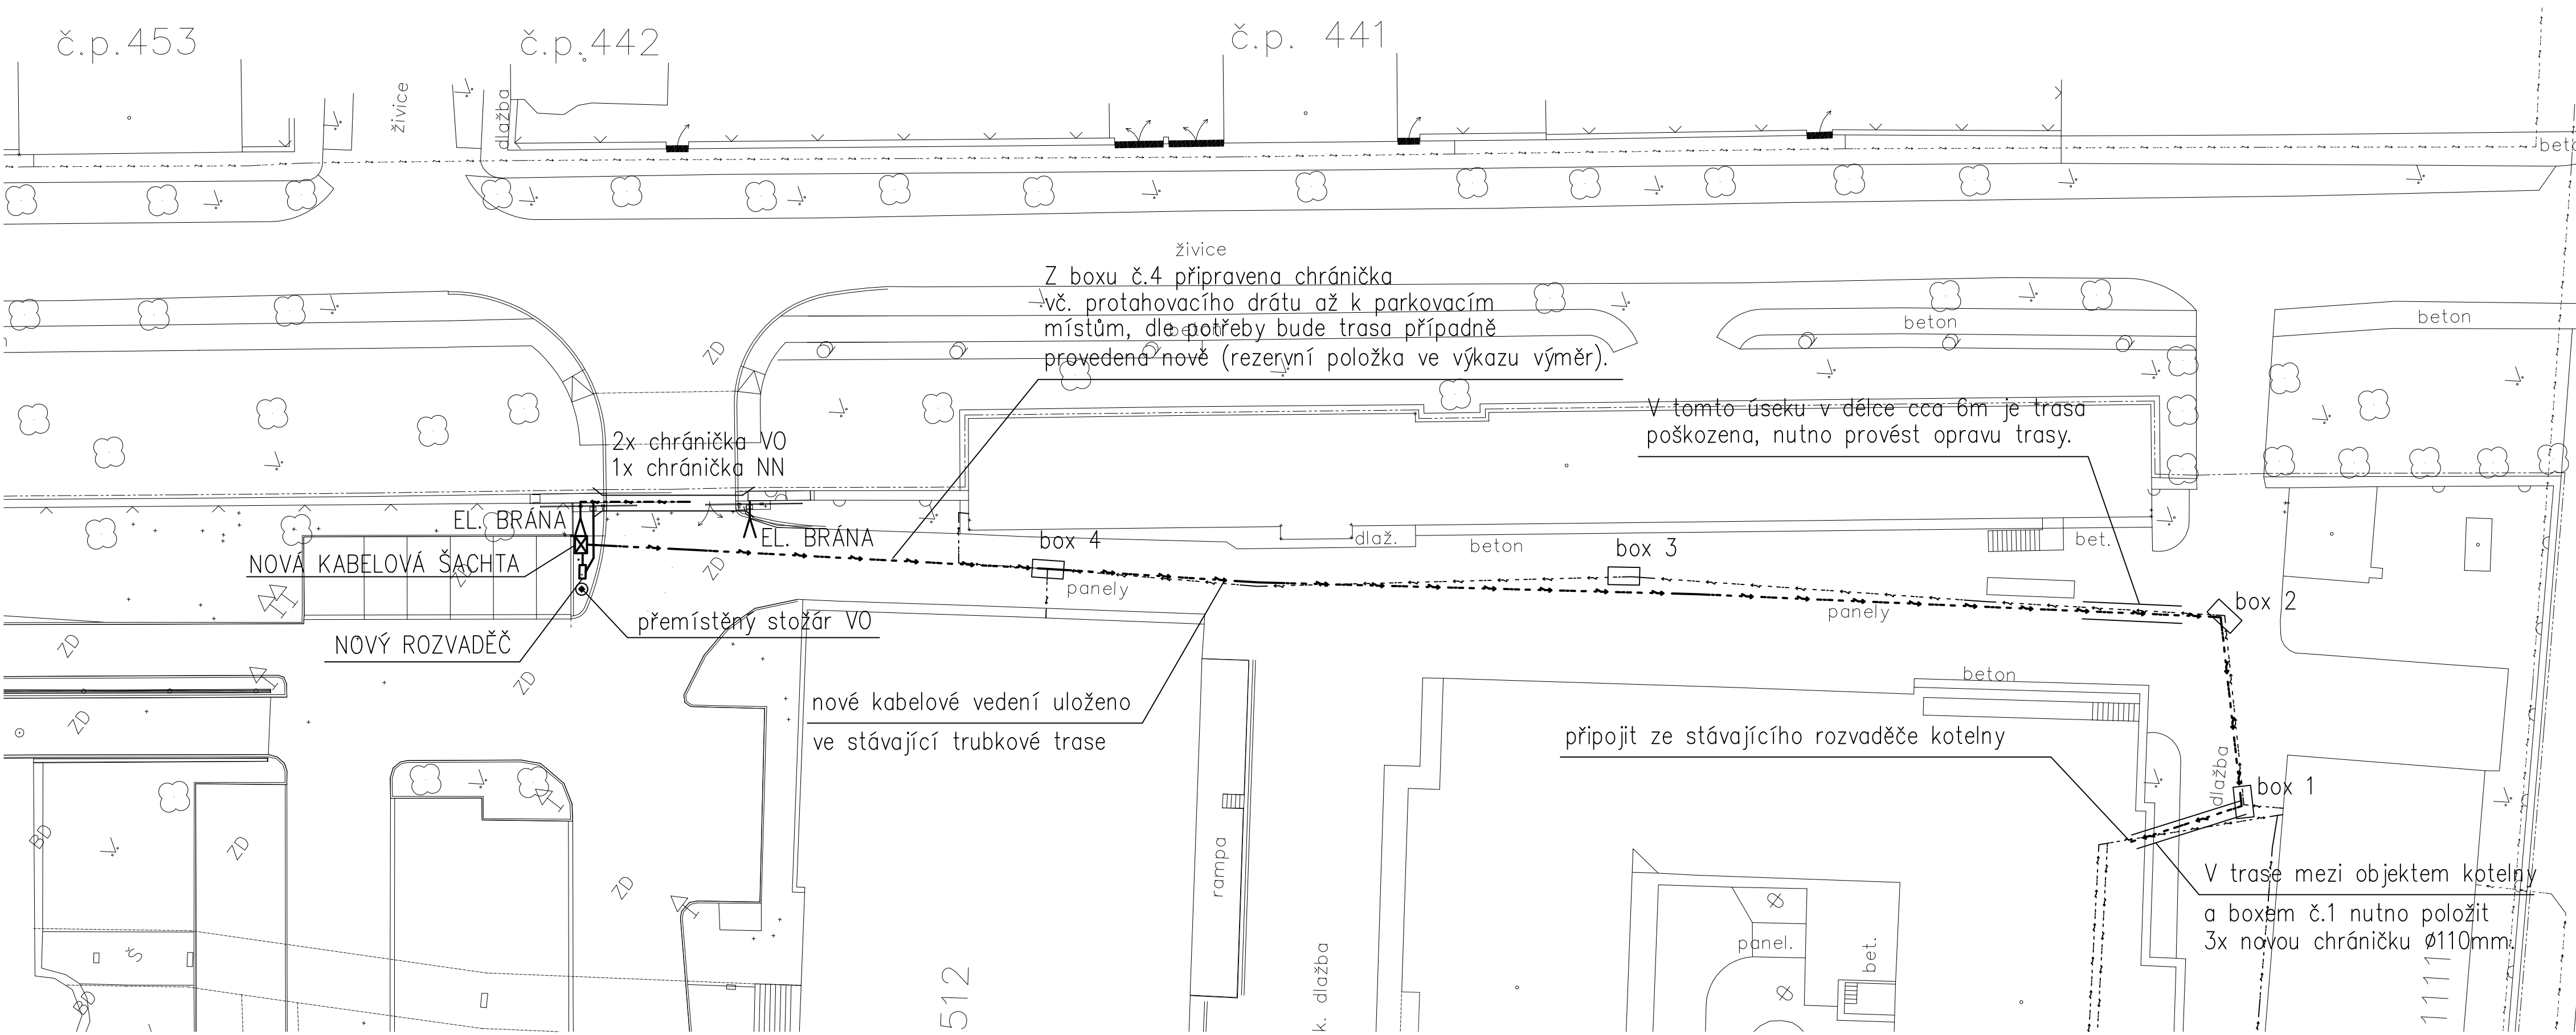 č.p.453
č.p.442
č.p. 441
živice
dlažba
beton
živice
Z boxu č.4 připravena chránička
vč. protahovacího drátu až k parkovacím
místům, dle potřeby bude trasa případně
provedena nově (rezervní položka ve výkazu výměr).
beton
beton
beton
ZD
V tomto úseku v délce cca 6m je trasa
poškozena, nutno provést opravu trasy.
2x chránička VO
1x chránička NN
EL. BRÁNA
EL. BRÁNA
NOVÁ KABELOVÁ ŠACHTA
ZD
ZD
box 4
dlaž.
beton
box 3
bet.
panely
panely
box 2
přemístěný stožár VO
NOVÝ ROZVADĚČ
ZD
ZD
ZD
nové kabelové vedení uloženo
ve stávající trubkové trase
beton
připojit ze stávajícího rozvaděče kotelny
dlažba
box 1
BD
ZD
ZD
rampa
V trase mezi objektem kotelny
a boxem č.1 nutno položit
3x novou chráničku Ø110mm.
Š
BD
512
k. dlažba
panel.
bet.
1111